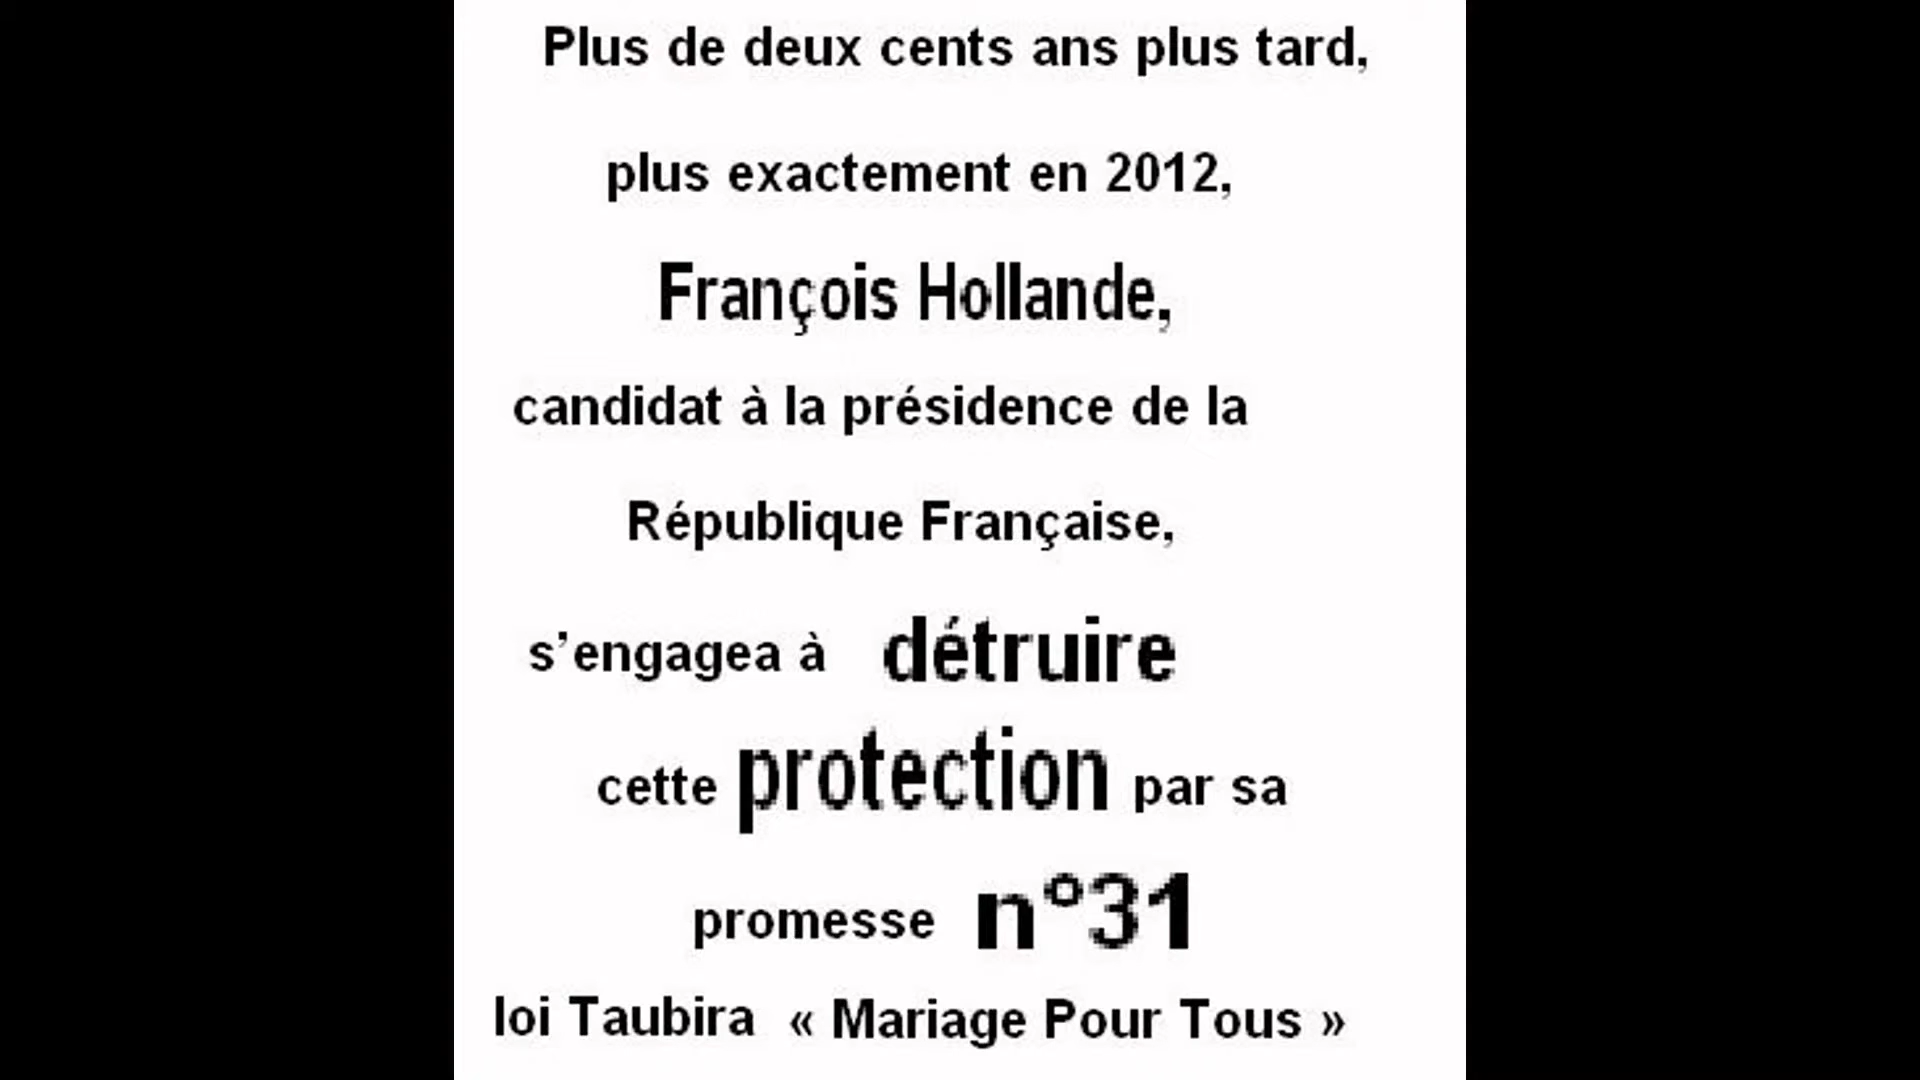 Plus de deux cents ans plus tard,
plus exactement en 2012,
François Hollande,
candidat à la présidence de la
République Française,
s’engagea à détruire
cette protection par sa
promesse n°31
loi Taubira « Mariage Pour Tous »